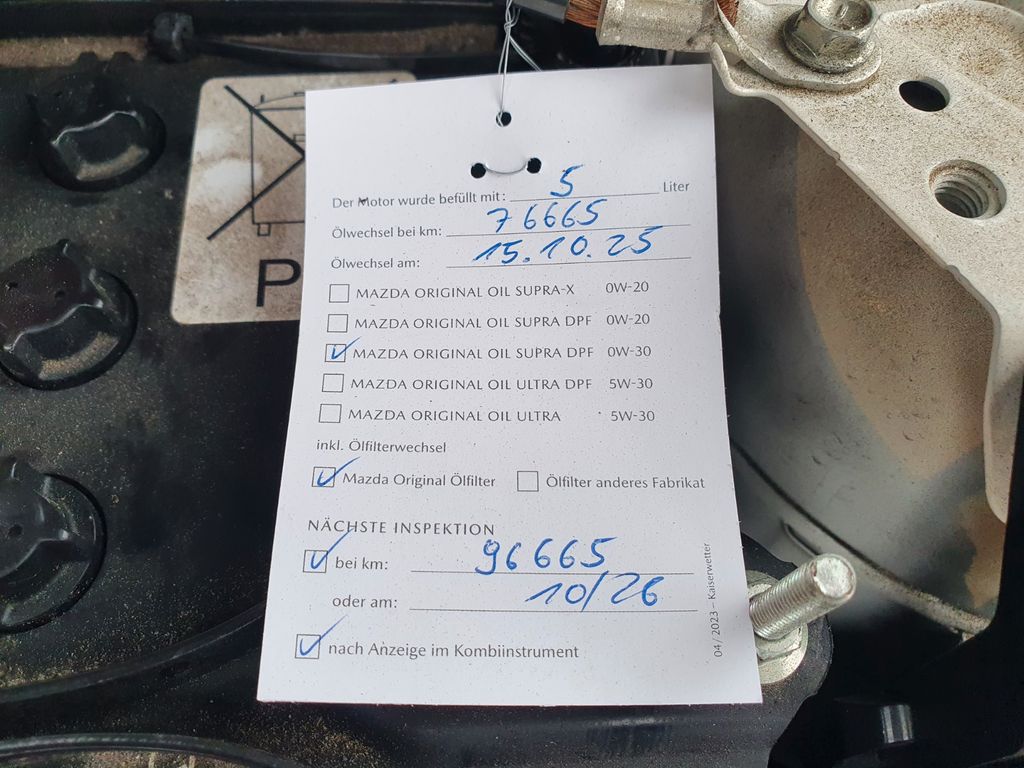 P
Der Motor wurde befüllt mit: 5 Liter
Ölwechsel bei km: 76665
Ölwechsel am: 15.10.25
MAZDA ORIGINAL OIL SUPRA-X 0W-20
MAZDA ORIGINAL OIL SUPRA DPF 0W-20
MAZDA ORIGINAL OIL SUPRA DPF 0W-30
MAZDA ORIGINAL OIL ULTRA DPF 5W-30
MAZDA ORIGINAL OIL ULTRA 5W-30
inkl. Ölfilterwechsel
Mazda Original Ölfilter Ölfilter anderes Fabrikat
NÄCHSTE INSPEKTION
bei km: 96665
oder am: 10/26
nach Anzeige im Kombiinstrument
04/2023 – Kaiserwetter